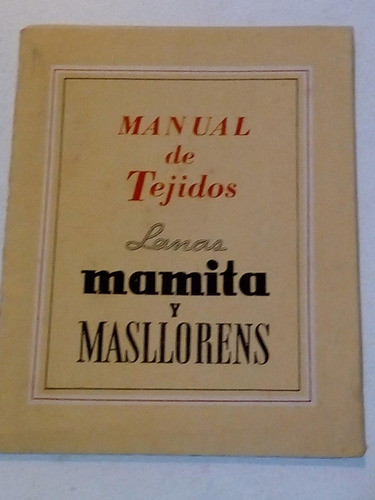 MANUAL
de
Tejidos
Lanas
mamita
Y
MASLLORENS